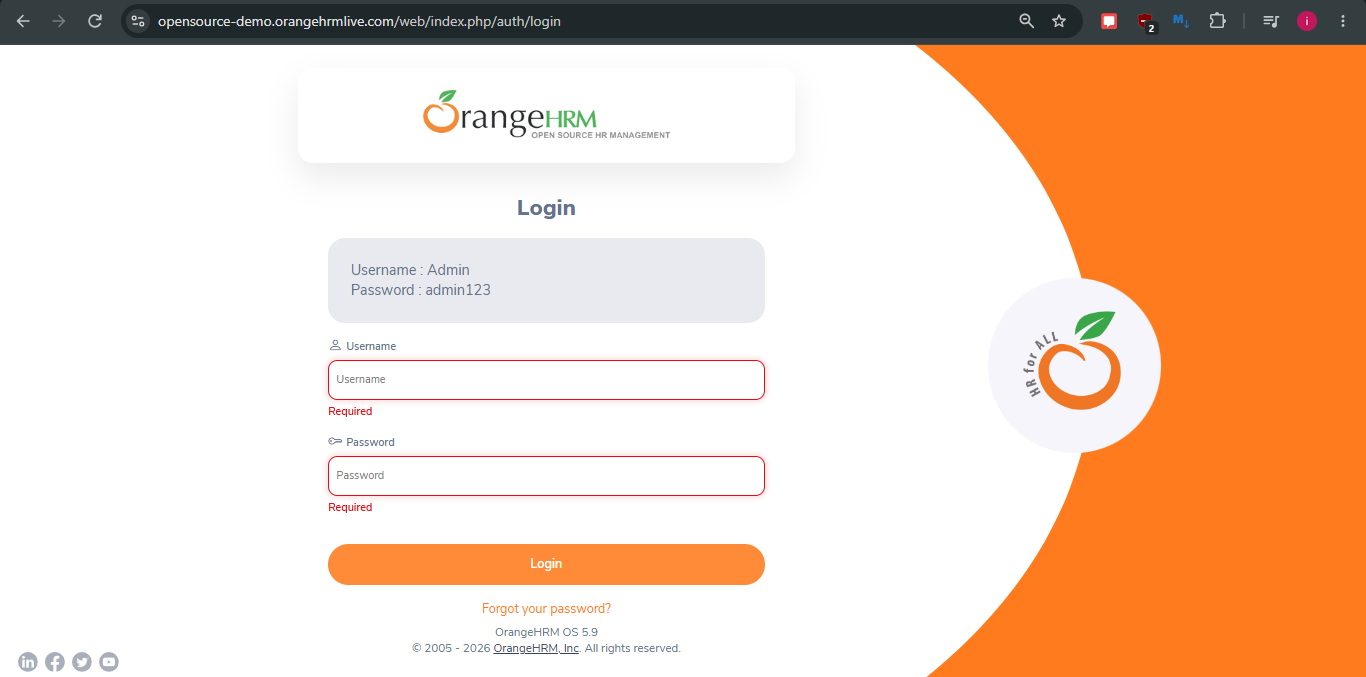 opensource-demo.orangehrmlive.com/web/index.php/auth/login
M↓
2
i
OrangeHRM
OPEN SOURCE HR MANAGEMENT
Login
Username : Admin
Password : admin123
Username
Username
Required
Password
Password
Required
Login
Forgot your password?
OrangeHRM OS 5.9
© 2005 - 2026 OrangeHRM, Inc. All rights reserved.
HR for ALL
in